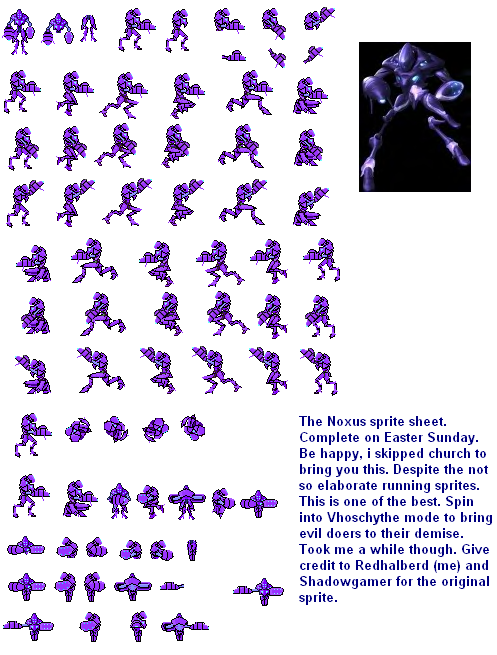 The Noxus sprite sheet.
Complete on Easter Sunday.
Be happy, i skipped church to
bring you this. Despite the not
so elaborate running sprites.
This is one of the best. Spin
into Vhoschythe mode to bring
evil doers to their demise.
Took me a while though. Give
credit to Redhalberd (me) and
Shadowgamer for the original
sprite.